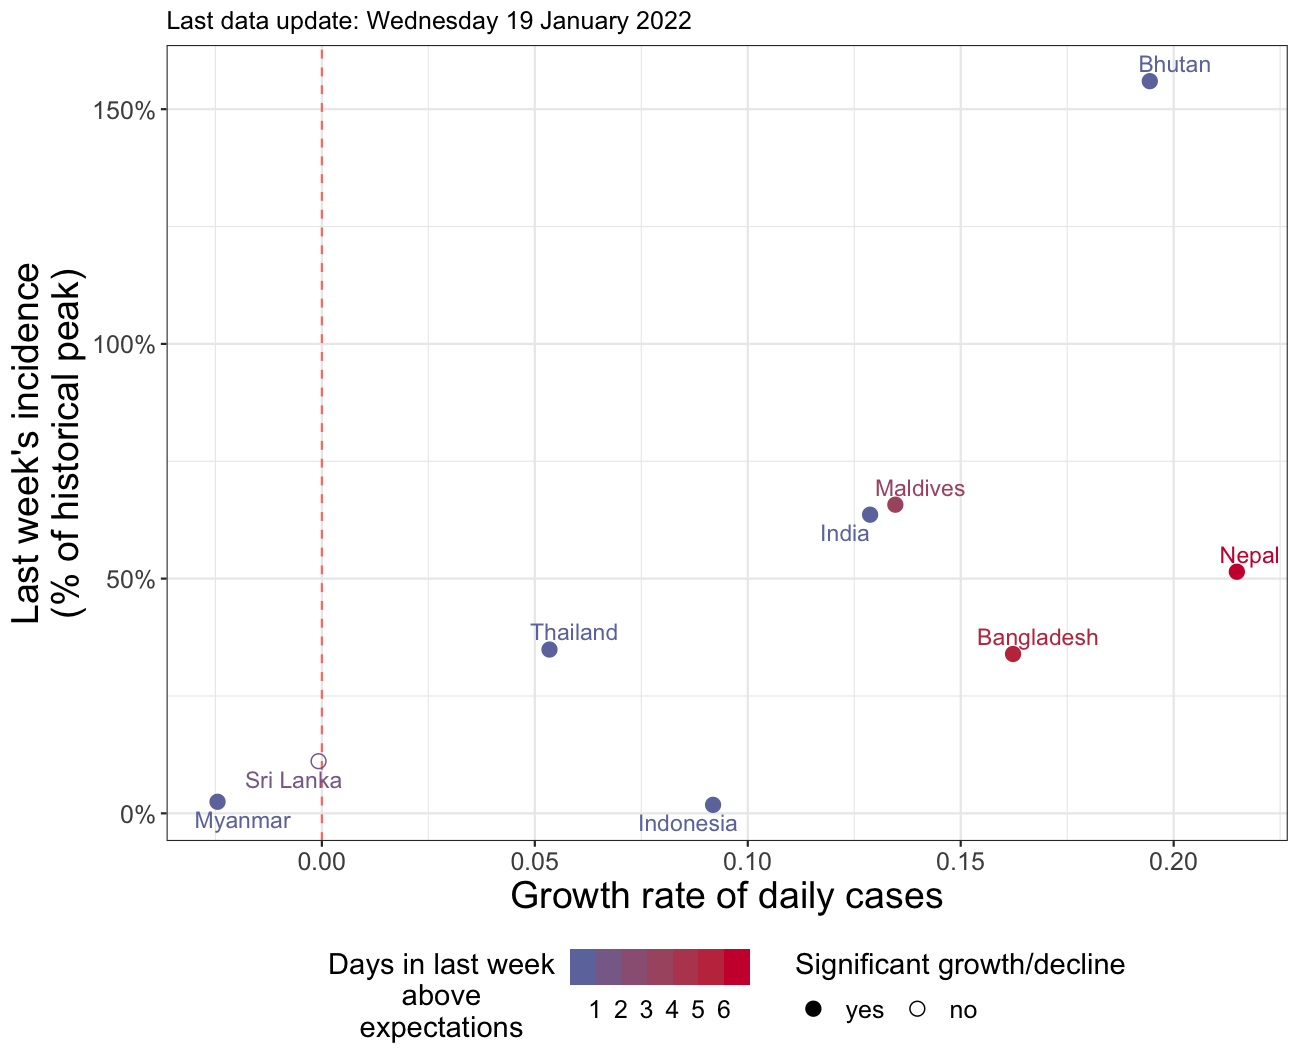 Last data update: Wednesday 19 January 2022
Bhutan
150%
100%
Maldives
India
Nepal
50%
Thailand
Bangladesh
Sri Lanka
0%
Myanmar
Indonesia
Last week's incidence
(% of historical peak)
0.00 0.05 0.10 0.15 0.20
Growth rate of daily cases
Days in last week
above
expectations
1 2 3 4 5 6
Significant growth/decline
yes no